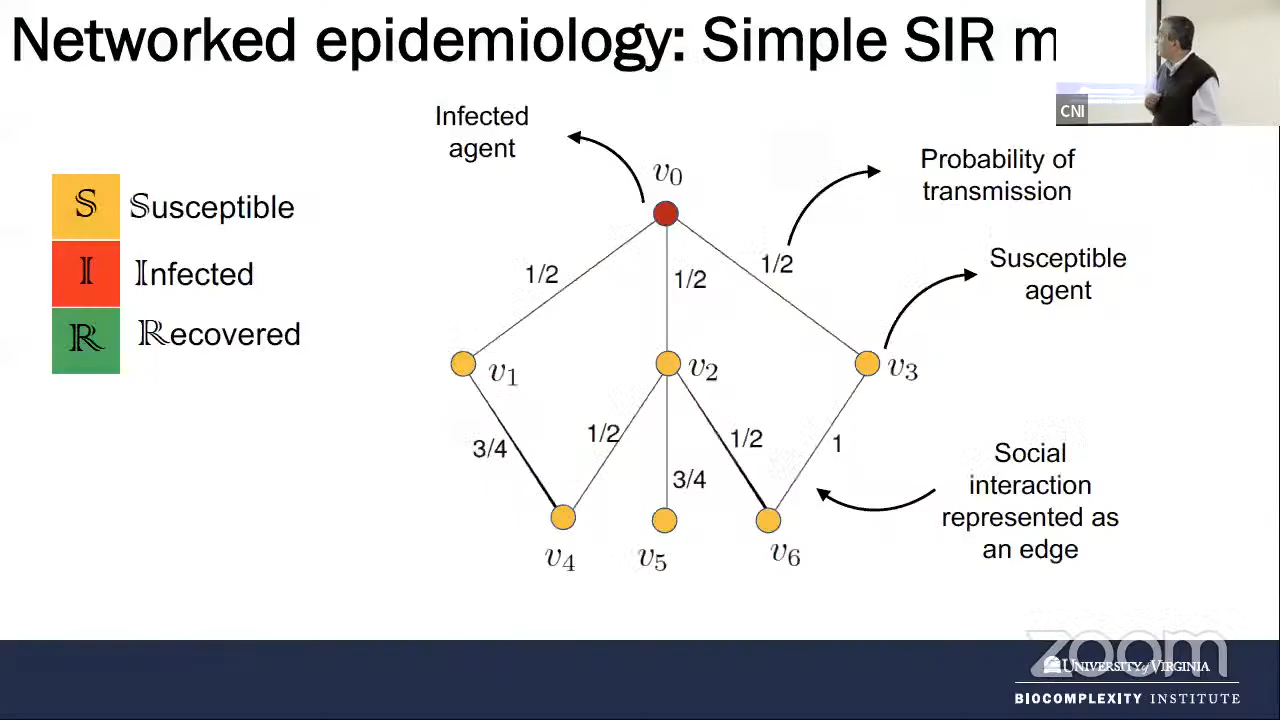 Networked epidemiology: Simple SIR m
CNI
Infected
agent
v0
Probability of
transmission
S
Susceptible
I
Infected
R
Recovered
1/2
1/2
1/2
Susceptible
agent
v1
v2
v3
3/4
1/2
3/4
1/2
1
Social
interaction
represented as
an edge
v4
v5
v6
zoom
UNIVERSITY of VIRGINIA
BIOCOMPLEXITY INSTITUTE